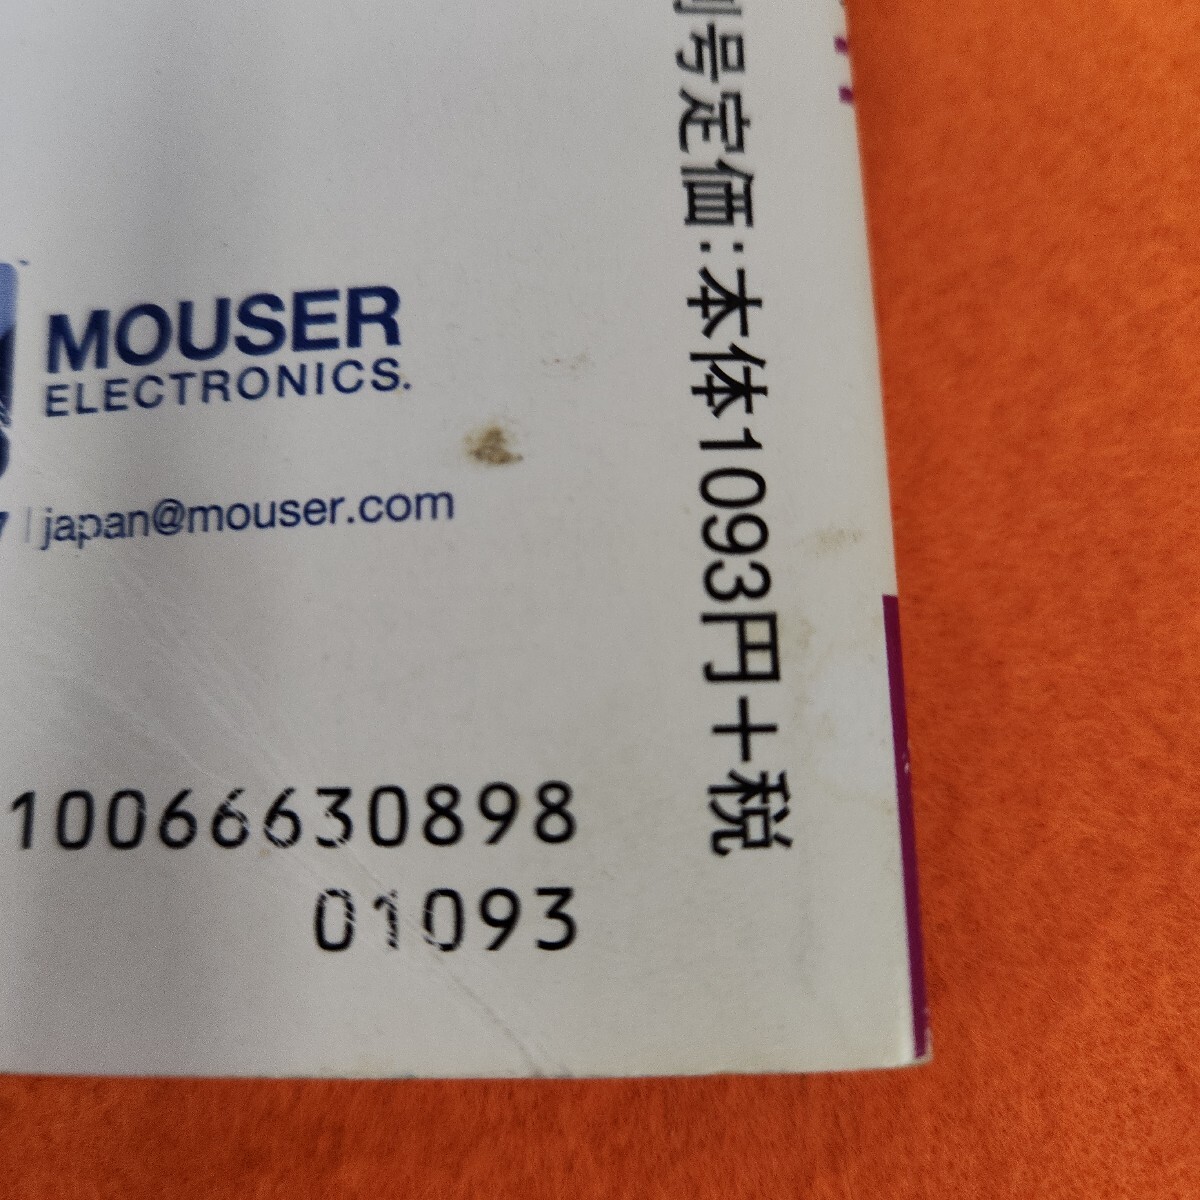 号定価:本体1093円+税
MOUSER
ELECTRONICS.
japan@mouser.com
10066630898
01093